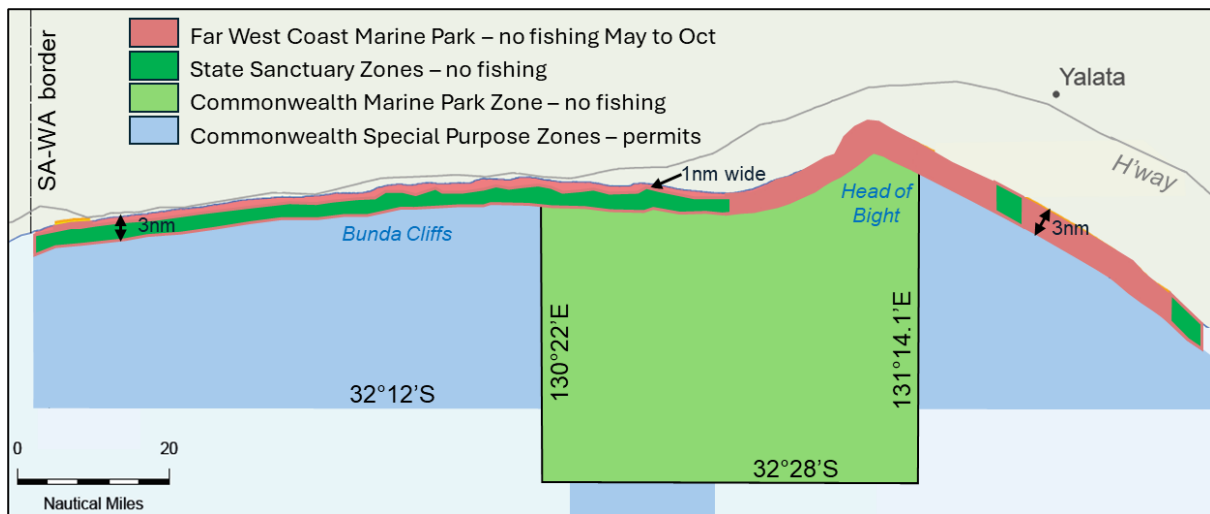 SA-WA border
Far West Coast Marine Park – no fishing May to Oct
State Sanctuary Zones – no fishing
Commonwealth Marine Park Zone – no fishing
Commonwealth Special Purpose Zones – permits
Yalata
H'way
1nm wide
Head of
Bight
3nm
Bunda Cliffs
3nm
130°22'E
131°14.1'E
32°12'S
32°28'S
0 20
Nautical Miles